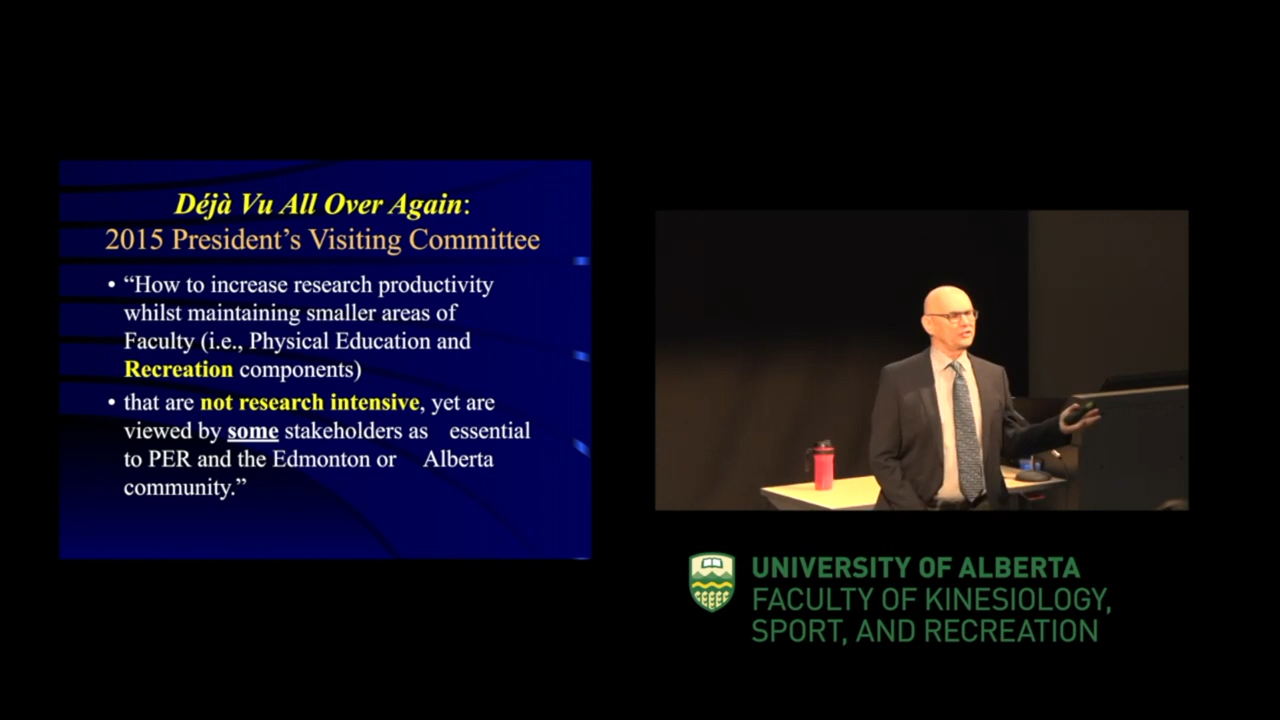 Déjà Vu All Over Again:
2015 President's Visiting Committee
• “How to increase research productivity
whilst maintaining smaller areas of
Faculty (i.e., Physical Education and
Recreation components)
• that are not research intensive, yet are
viewed by some stakeholders as essential
to PER and the Edmonton or Alberta
community.”
UNIVERSITY OF ALBERTA
FACULTY OF KINESIOLOGY,
SPORT, AND RECREATION